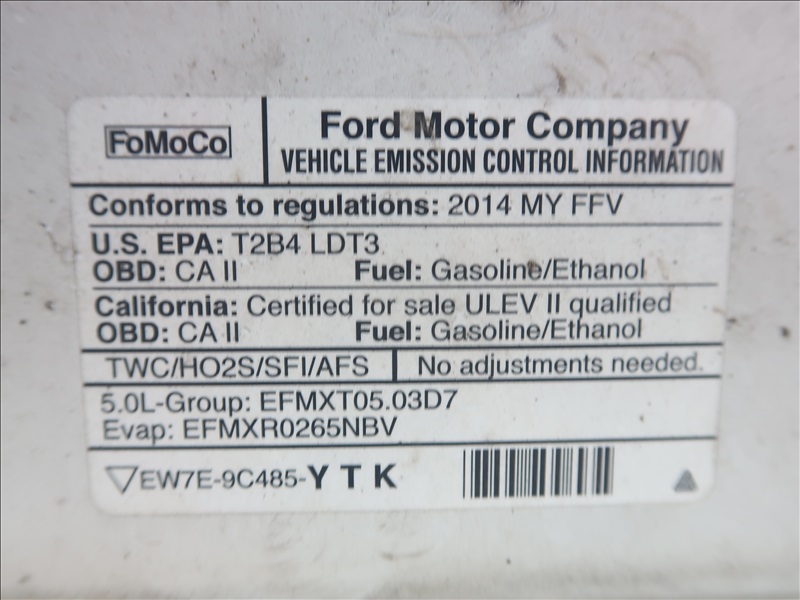 FoMoCo
Ford Motor Company
VEHICLE EMISSION CONTROL INFORMATION
Conforms to regulations: 2014 MY FFV
U.S. EPA: T2B4 LDT3
OBD: CA II Fuel: Gasoline/Ethanol
California: Certified for sale ULEV II qualified
OBD: CA II Fuel: Gasoline/Ethanol
TWC/HO2S/SFI/AFS No adjustments needed.
5.0L-Group: EFMXT05.03D7
Evap: EFMXR0265NBV
EW7E-9C485-YTK